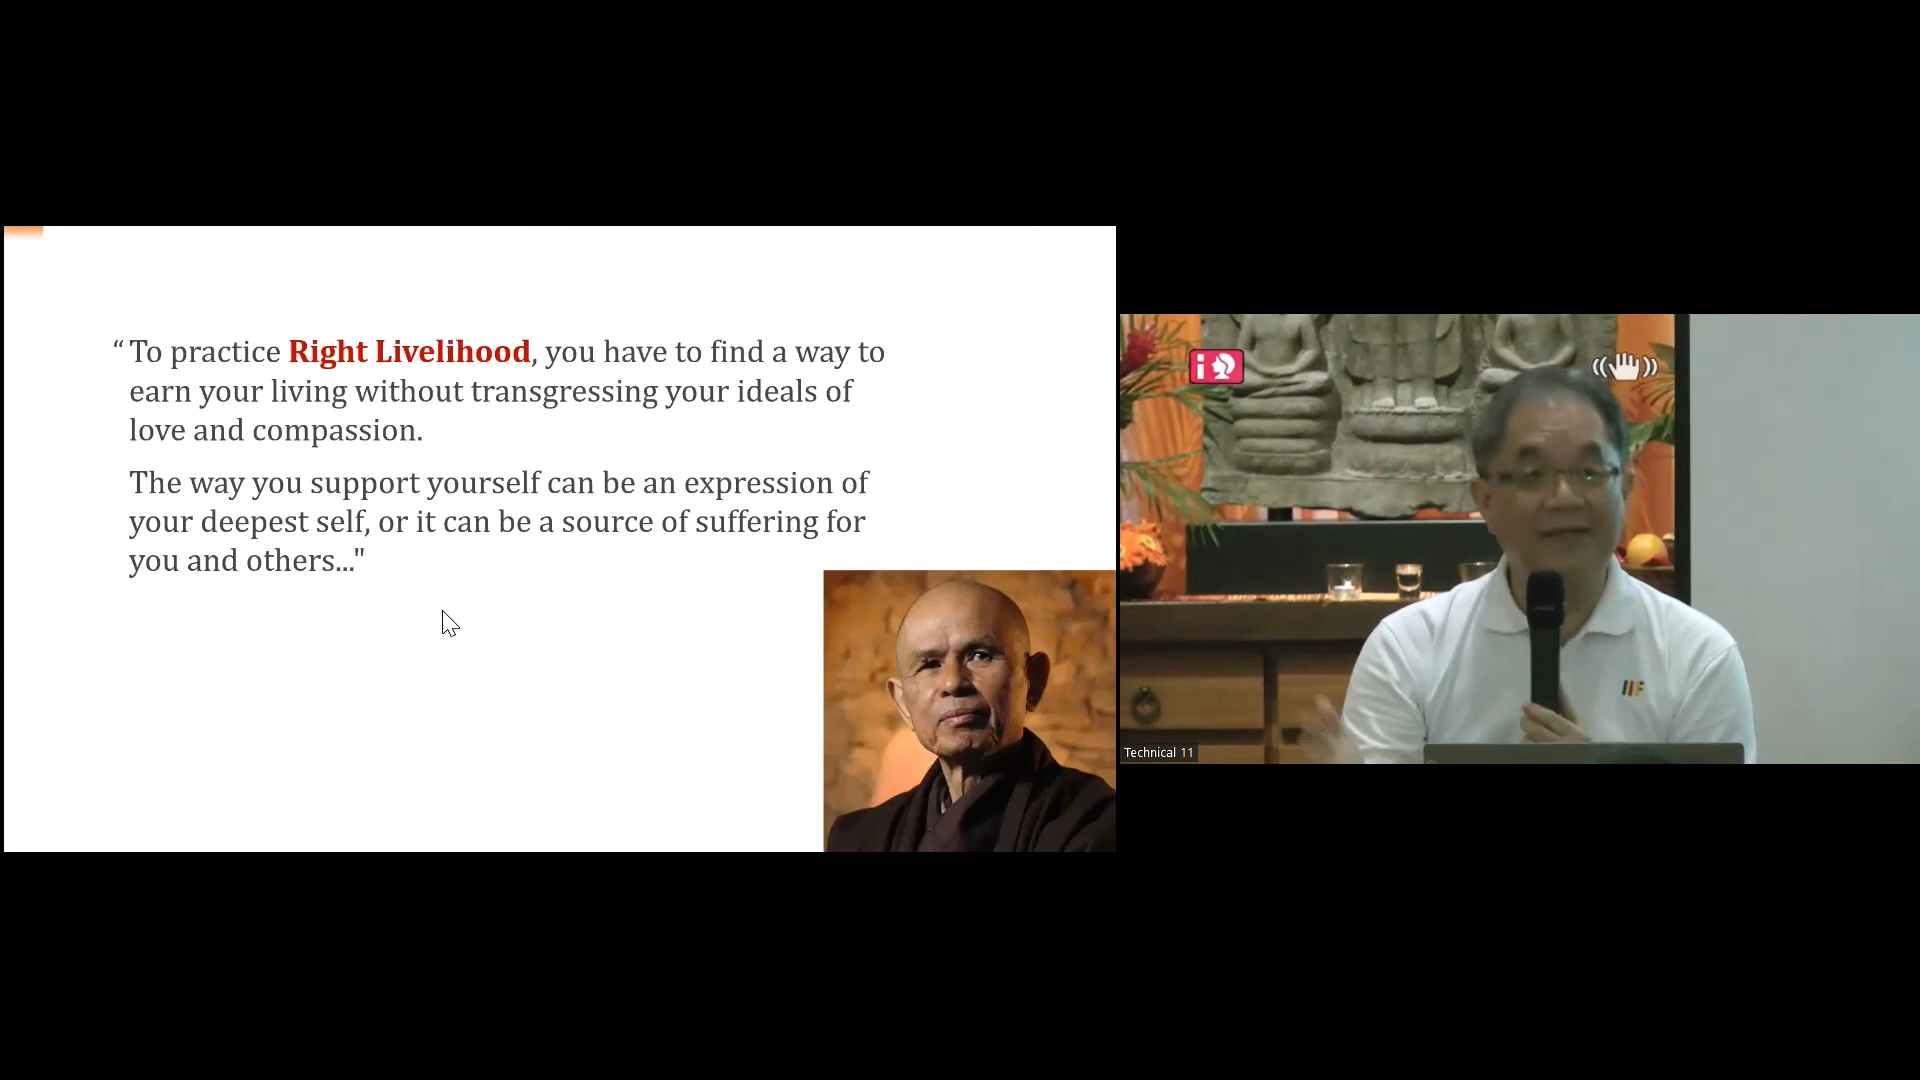 “ To practice Right Livelihood, you have to find a way to
earn your living without transgressing your ideals of
love and compassion.
The way you support yourself can be an expression of
your deepest self, or it can be a source of suffering for
you and others..."
Technical 11